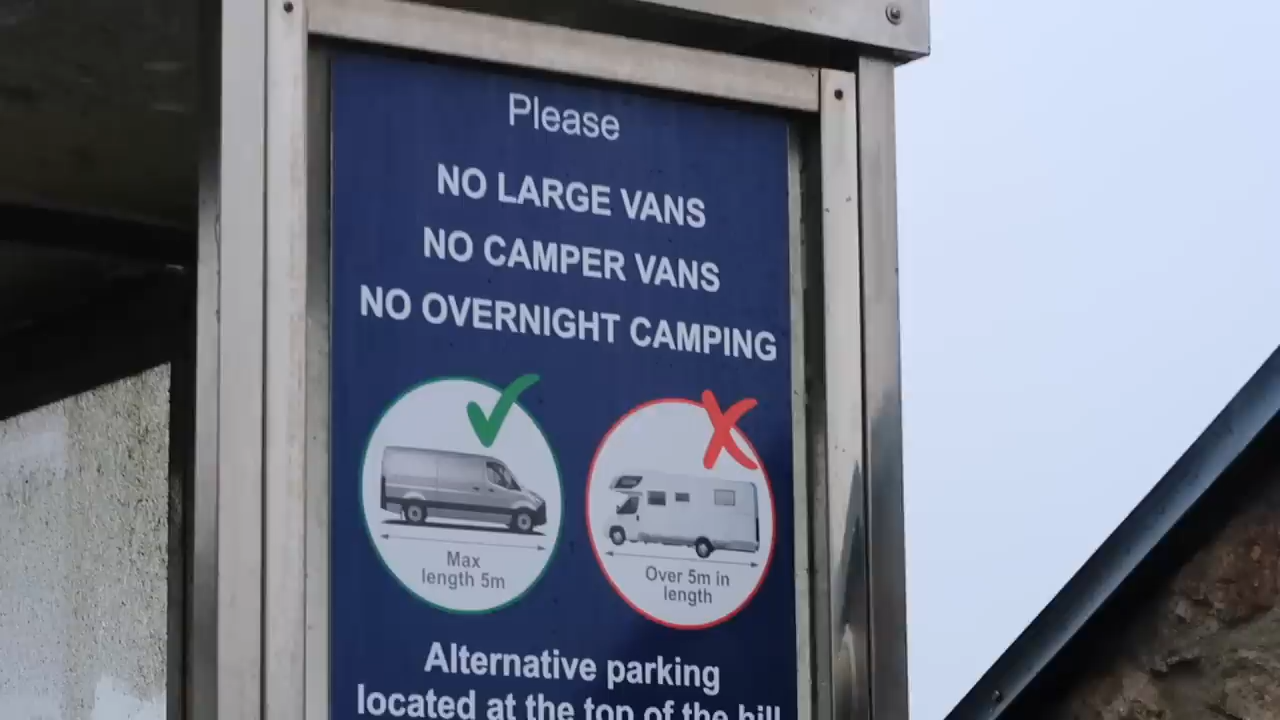 Please
NO LARGE VANS
NO CAMPER VANS
NO OVERNIGHT CAMPING
Max
length 5m
Over 5m in
length
Alternative parking
located at the top of the hill